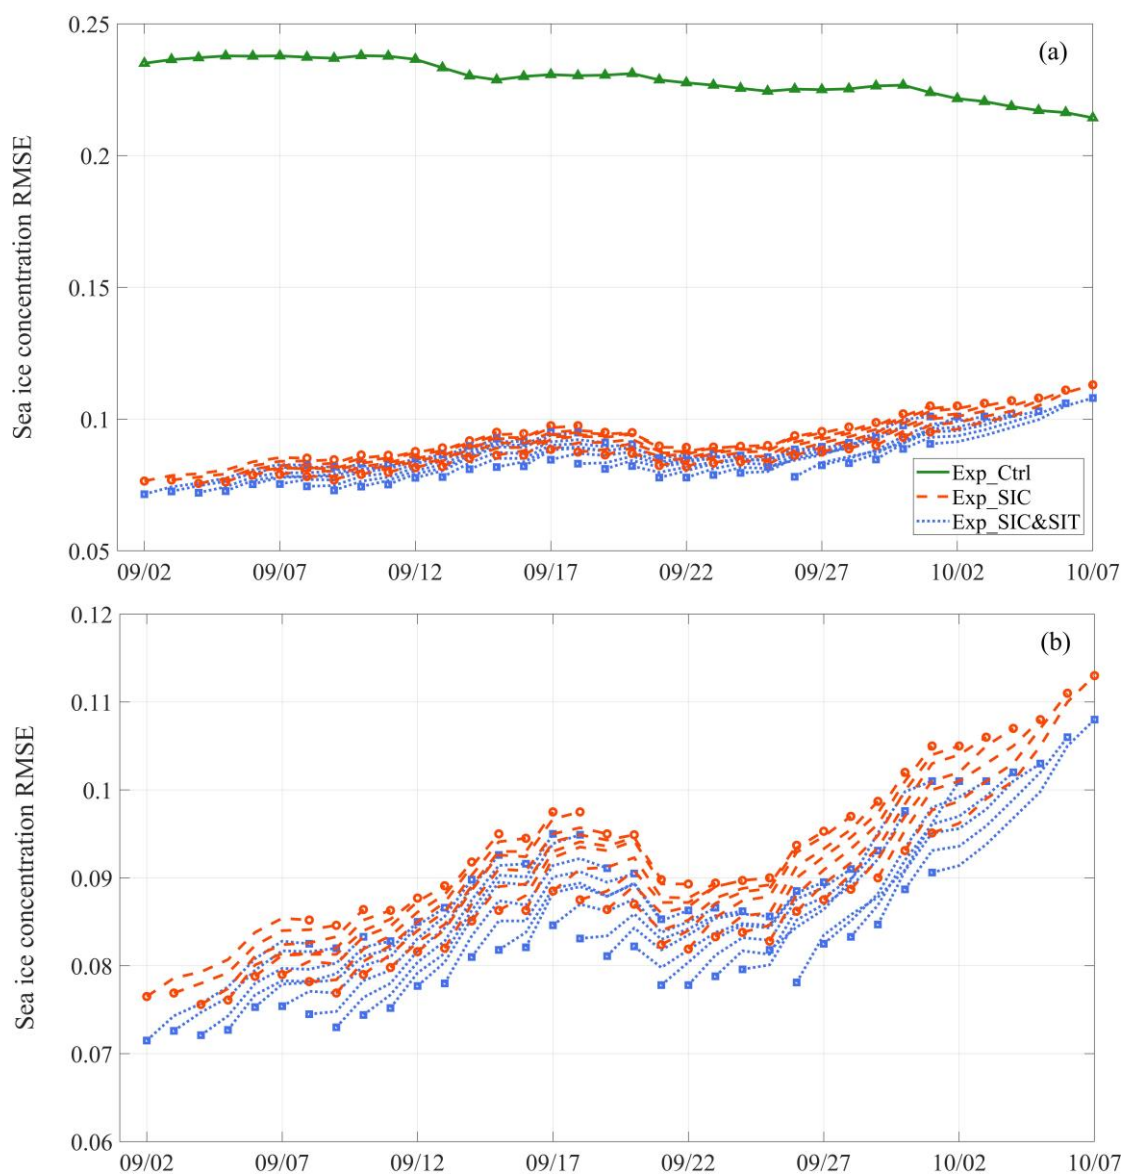 (a)
Sea ice concentration RMSE
0.25
0.2
0.15
0.1
0.05
Exp_Ctrl
Exp_SIC
Exp_SIC&SIT
09/02 09/07 09/12 09/17 09/22 09/27 10/02 10/07
(b)
Sea ice concentration RMSE
0.12
0.11
0.1
0.09
0.08
0.07
0.06
09/02 09/07 09/12 09/17 09/22 09/27 10/02 10/07